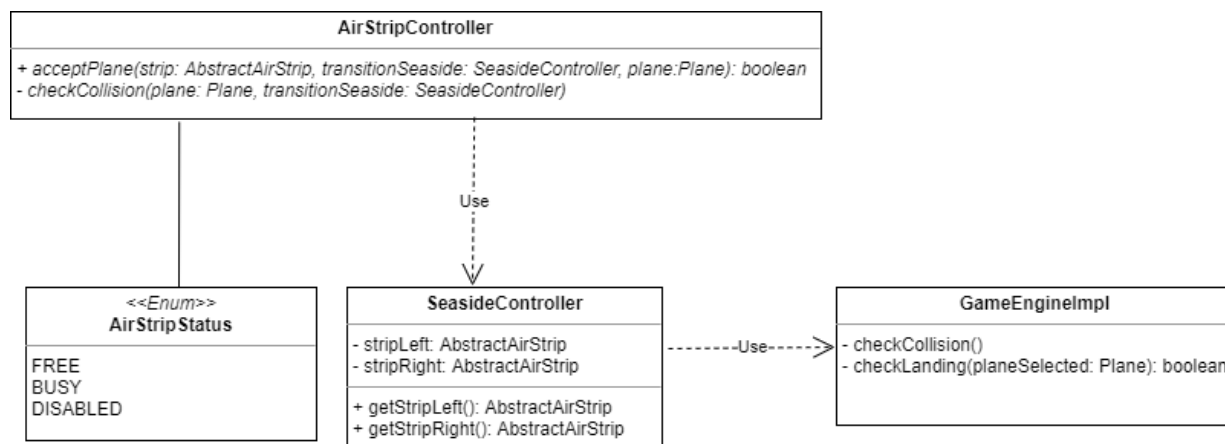 AirStripController
+ acceptPlane(strip: AbstractAirStrip, transitionSeaside: SeasideController, plane:Plane): boolean
- checkCollision(plane: Plane, transitionSeaside: SeasideController)
Use
<<Enum>>
AirStripStatus
FREE
BUSY
DISABLED
SeasideController
- stripLeft: AbstractAirStrip
- stripRight: AbstractAirStrip
+ getStripLeft(): AbstractAirStrip
+ getStripRight(): AbstractAirStrip
Use
GameEngineImpl
- checkCollision()
- checkLanding(planeSelected: Plane): boolean